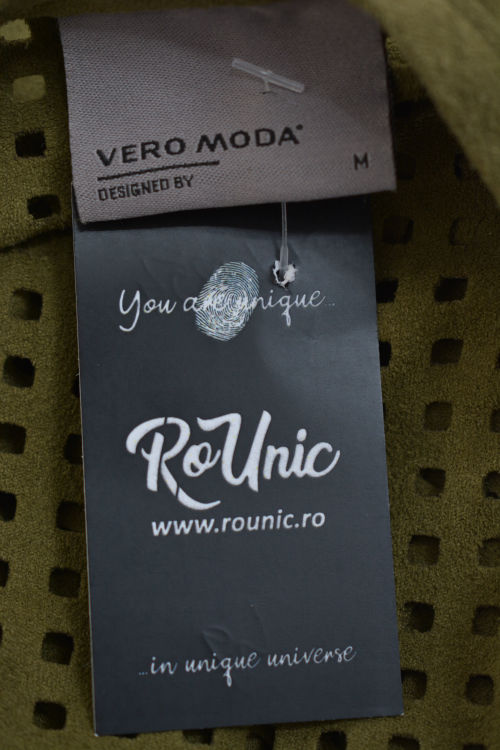 VERO MODA®
DESIGNED BY
M
You are unique...
RoUnic
www.rounic.ro
...in unique universe